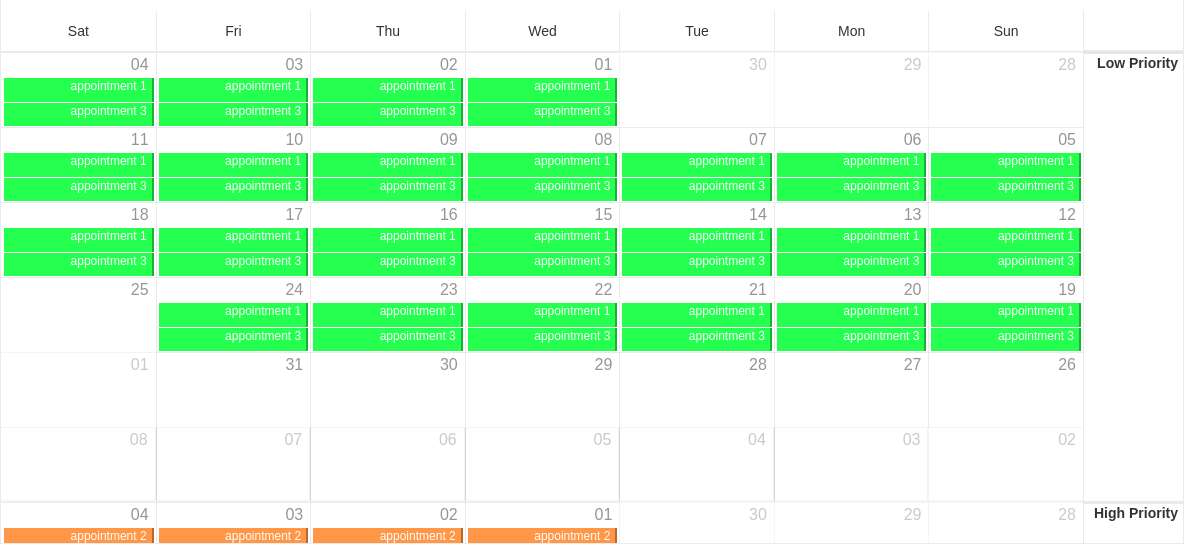 Sat Fri Thu Wed Tue Mon Sun
04 03 02 01 30 29 28 Low Priority
appointment 1 appointment 1 appointment 1 appointment 1
appointment 3 appointment 3 appointment 3 appointment 3
11 10 09 08 07 06 05
appointment 1 appointment 1 appointment 1 appointment 1 appointment 1 appointment 1 appointment 1
appointment 3 appointment 3 appointment 3 appointment 3 appointment 3 appointment 3 appointment 3
18 17 16 15 14 13 12
appointment 1 appointment 1 appointment 1 appointment 1 appointment 1 appointment 1 appointment 1
appointment 3 appointment 3 appointment 3 appointment 3 appointment 3 appointment 3 appointment 3
25 24 23 22 21 20 19
appointment 1 appointment 1 appointment 1 appointment 1 appointment 1 appointment 1
appointment 3 appointment 3 appointment 3 appointment 3 appointment 3 appointment 3
01 31 30 29 28 27 26
08 07 06 05 04 03 02
04 03 02 01 30 29 28 High Priority
appointment 2 appointment 2 appointment 2 appointment 2